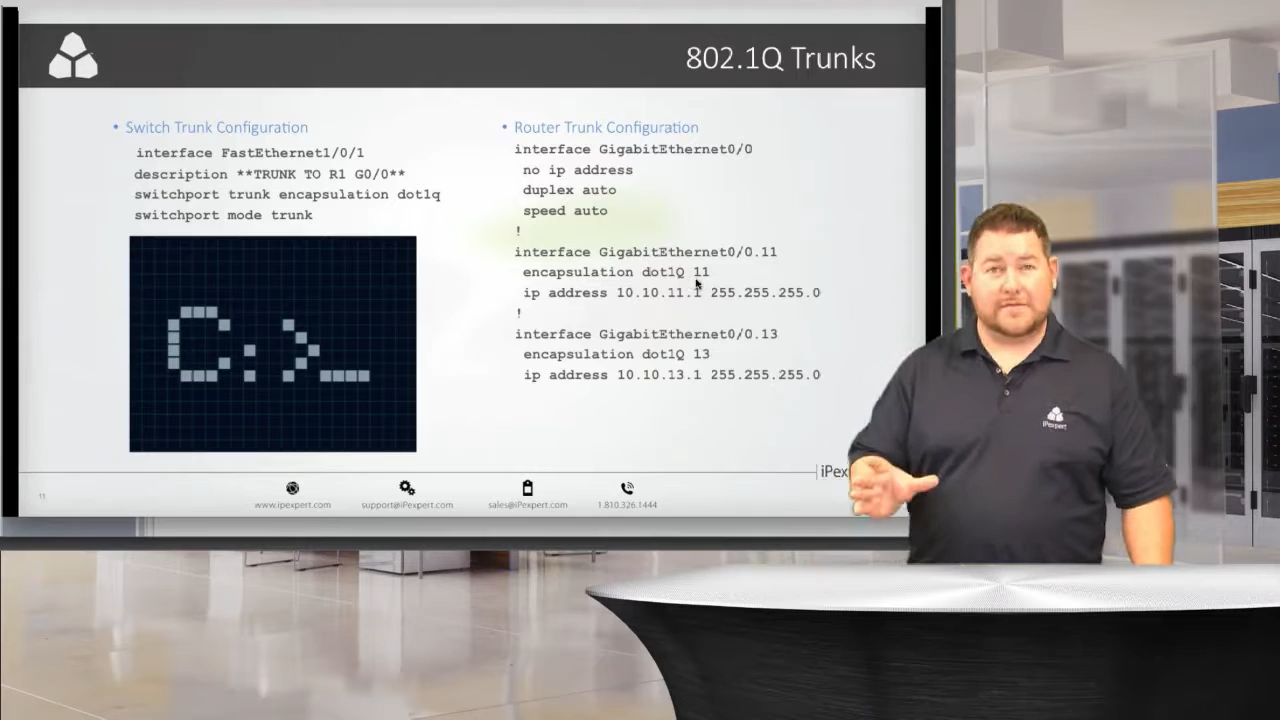 802.1Q Trunks
• Switch Trunk Configuration
interface FastEthernet1/0/1
description **TRUNK TO R1 G0/0**
switchport trunk encapsulation dot1q
switchport mode trunk
C:>_
• Router Trunk Configuration
interface GigabitEthernet0/0
no ip address
duplex auto
speed auto
!
interface GigabitEthernet0/0.11
encapsulation dot1Q 11
ip address 10.10.11.1 255.255.255.0
!
interface GigabitEthernet0/0.13
encapsulation dot1Q 13
ip address 10.10.13.1 255.255.255.0
iPex
11
www.ipexpert.com
support@iPexpert.com
sales@iPexpert.com
1.810.326.1444
iPexpert